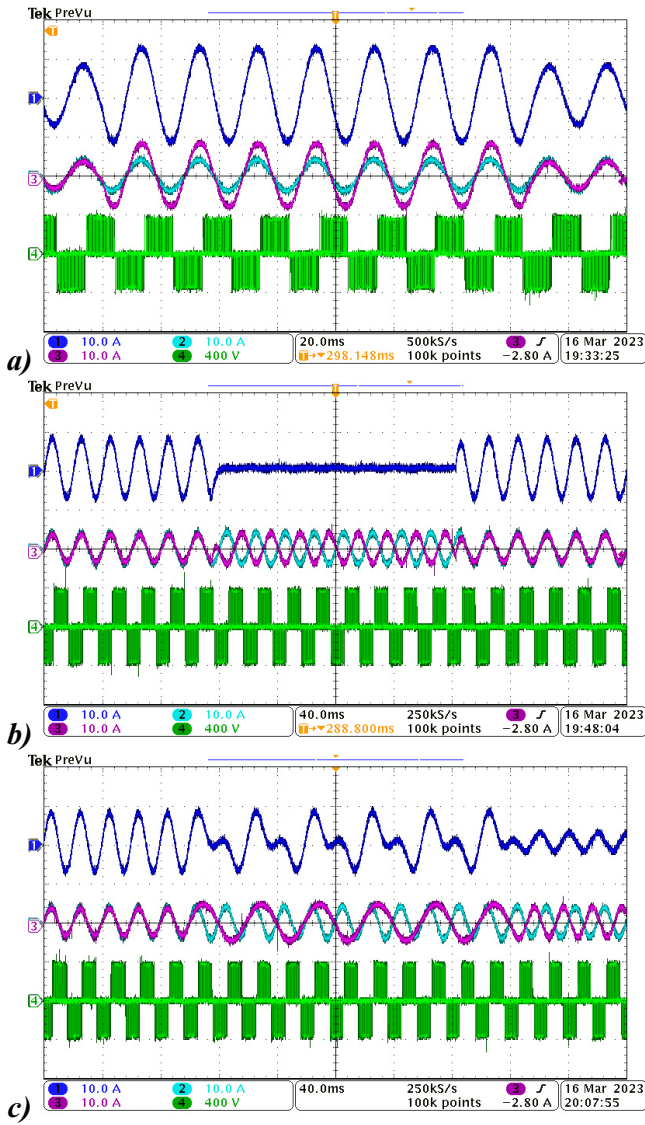 Tek PreVu
T
T
1
3
4
1 10.0 A 2 10.0 A 20.0ms 500kS/s 3 ʃ 16 Mar 2023
3 10.0 A 4 400 V T→▼298.148ms 100k points −2.80 A 19:33:25
a)
Tek PreVu
T
T
1
3
4
1 10.0 A 2 10.0 A 40.0ms 250kS/s 3 ʃ 16 Mar 2023
3 10.0 A 4 400 V T→▼288.800ms 100k points −2.80 A 19:48:04
b)
Tek PreVu
1
3
4
1 10.0 A 2 10.0 A 40.0ms 250kS/s 3 ʃ 16 Mar 2023
3 10.0 A 4 400 V 100k points −2.80 A 20:07:55
c)